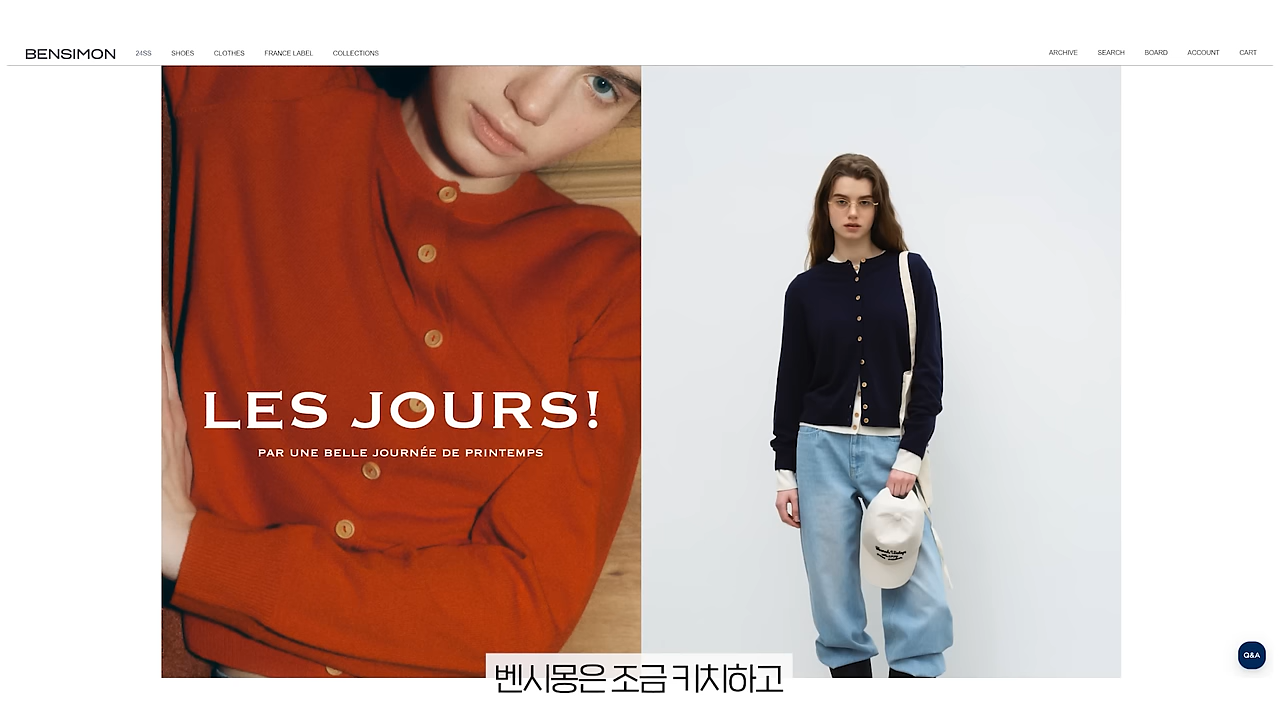 BENSIMON
24SS
SHOES
CLOTHES
FRANCE LABEL
COLLECTIONS
ARCHIVE
SEARCH
BOARD
ACCOUNT
CART
LES JOURS!
PAR UNE BELLE JOURNÉE DE PRINTEMPS
Q&A
벤시몽은 조금 키치하고